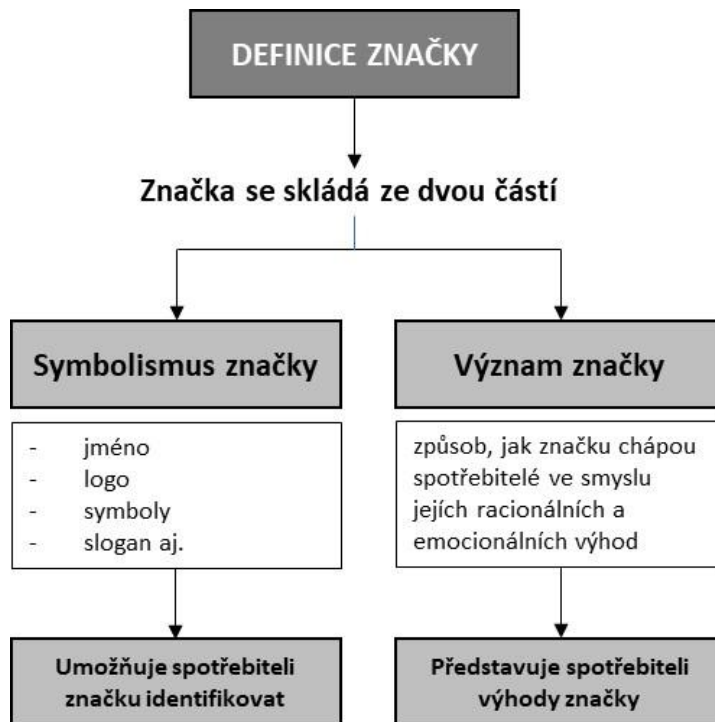 DEFINICE ZNAČKY
Značka se skládá ze dvou částí
Symbolismus značky
- jméno
- logo
- symboly
- slogan aj.
Umožňuje spotřebiteli
značku identifikovat
Význam značky
způsob, jak značku chápou
spotřebitelé ve smyslu
jejích racionálních a
emocionálních výhod
Představuje spotřebiteli
výhody značky